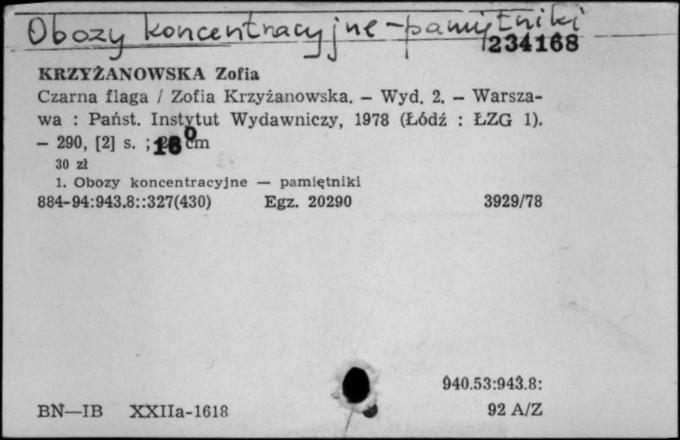 Obozy koncentracyjne - pamiętniki
234168
KRZYŻANOWSKA Zofia
Czarna flaga / Zofia Krzyżanowska. — Wyd. 2. — Warsza-
wa : Państ. Instytut Wydawniczy, 1978 (Łódź : ŁZG 1).
— 290, [2] s. ; 16° cm
30 zł
1. Obozy koncentracyjne — pamiętniki
884-94:943.8::327(430) Egz. 20290 3929/78
940.53:943.8:
BN—IB XXIIa-1618 92 A/Z